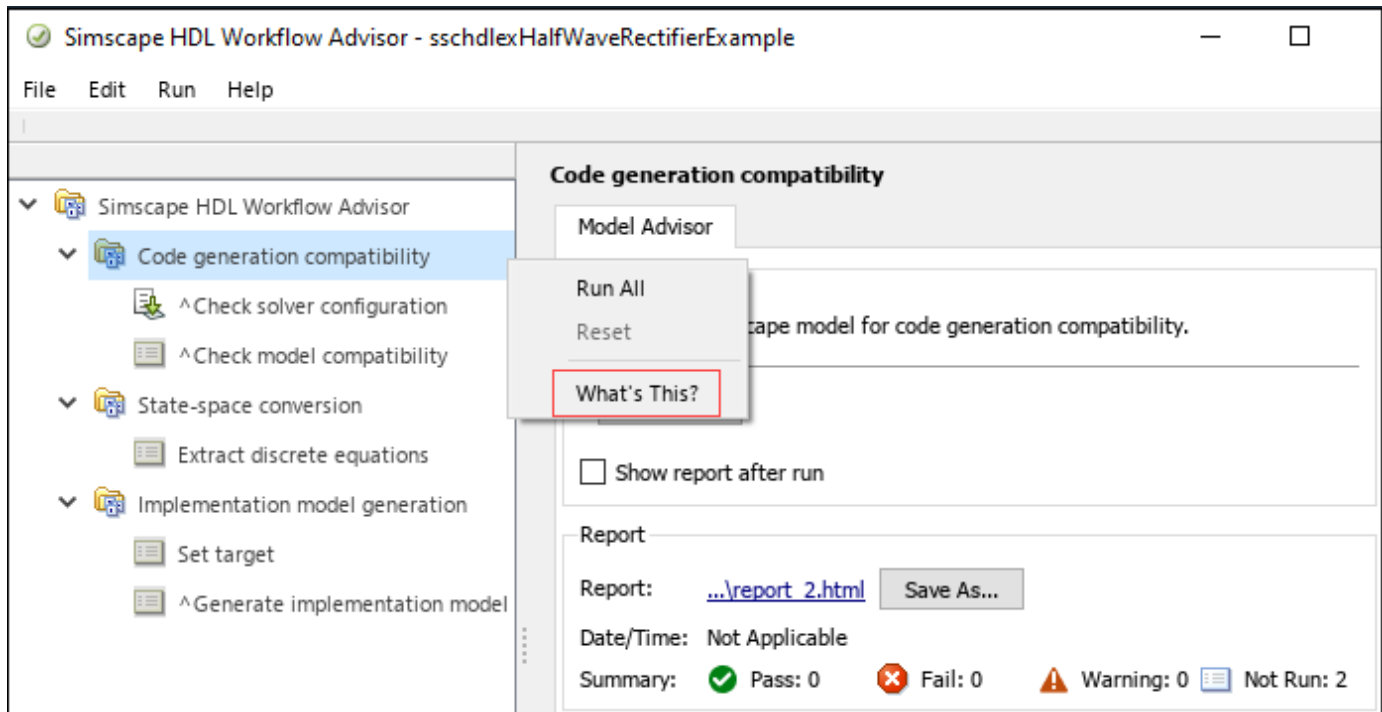 Simscape HDL Workflow Advisor - sschdlexHalfWaveRectifierExample
File Edit Run Help
Simscape HDL Workflow Advisor
Code generation compatibility
^Check solver configuration
^Check model compatibility
State-space conversion
Extract discrete equations
Implementation model generation
Set target
^Generate implementation model
Run All
Reset
What's This?
Code generation compatibility
Model Advisor
model for code generation compatibility.
Show report after run
Report
Report: ...\report_2.html Save As...
Date/Time: Not Applicable
Summary: Pass: 0 Fail: 0 Warning: 0 Not Run: 2